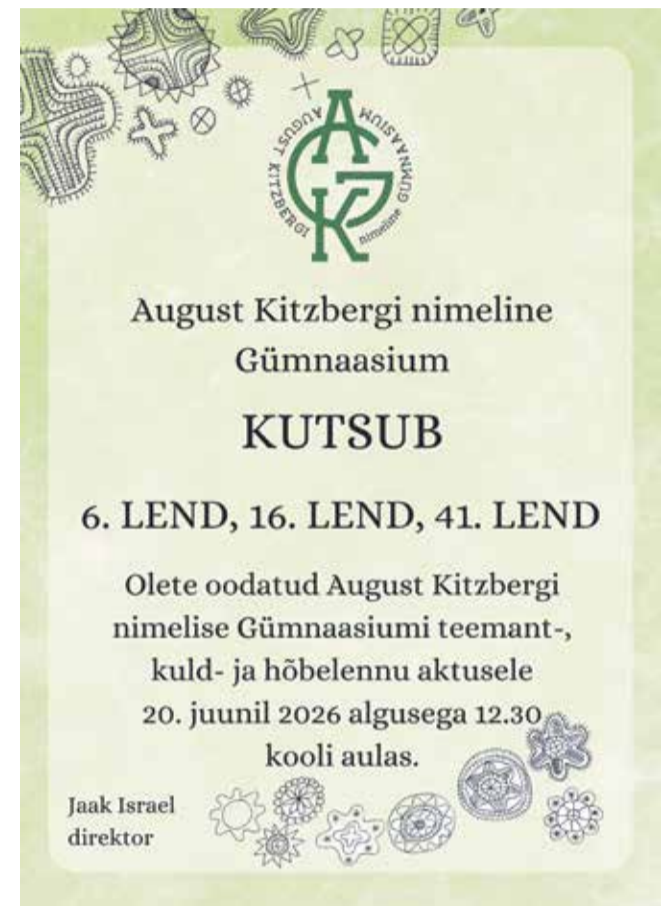 AUGUST KITZBERGI nimeline GÜMNAASIUM
AGK
August Kitzbergi nimeline
Gümnaasium
KUTSUB
6. LEND, 16. LEND, 41. LEND
Olete oodatud August Kitzbergi
nimelise Gümnaasiumi teemant-,
kuld- ja hõbelennu aktusele
20. juunil 2026 algusega 12.30
kooli aulas.
Jaak Israel
direktor